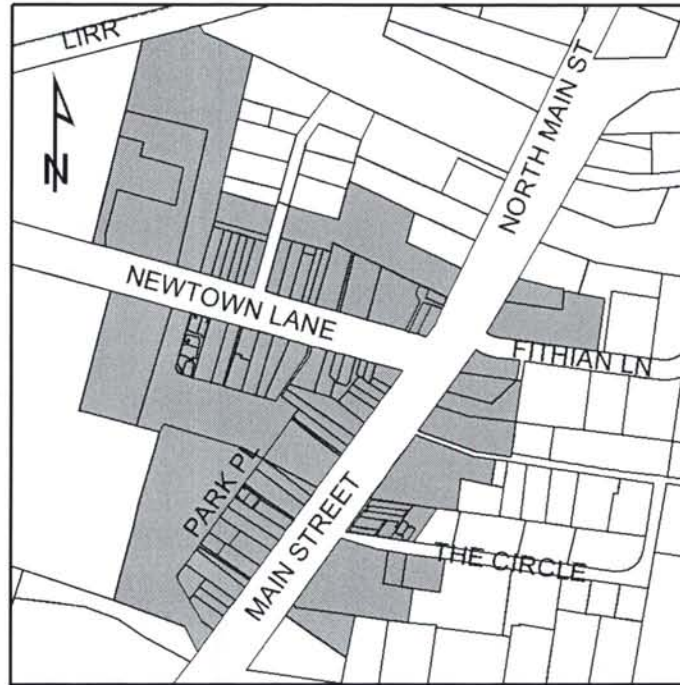 LIRR
NORTH MAIN ST
N
NEWTOWN LANE
FITHIAN LN
PARK PL
MAIN STREET
THE CIRCLE